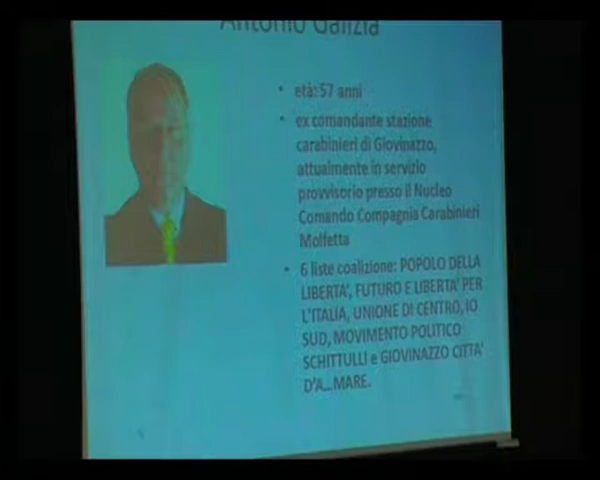 Antonio Galizia
• età: 57 anni
• ex comandante stazione
carabinieri di Giovinazzo,
attualmente in servizio
provvisorio presso il Nucleo
Comando Compagnia Carabinieri
Molfetta
• 6 liste coalizione: POPOLO DELLA
LIBERTA', FUTURO E LIBERTA' PER
L'ITALIA, UNIONE DI CENTRO, IO
SUD, MOVIMENTO POLITICO
SCHITTULLI e GIOVINAZZO CITTA'
D'A...MARE.